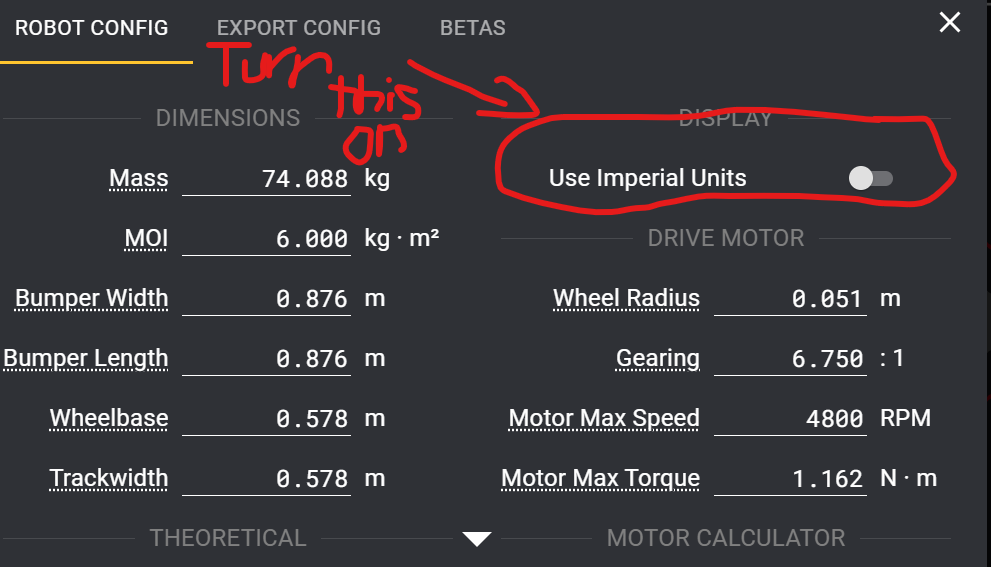 ROBOT CONFIG EXPORT CONFIG BETAS
Turn
this
on
DIMENSIONS
Mass 74.088 kg
MOI 6.000 kg · m²
Bumper Width 0.876 m
Bumper Length 0.876 m
Wheelbase 0.578 m
Trackwidth 0.578 m
THEORETICAL
DISPLAY
Use Imperial Units
DRIVE MOTOR
Wheel Radius 0.051 m
Gearing 6.750 : 1
Motor Max Speed 4800 RPM
Motor Max Torque 1.162 N · m
MOTOR CALCULATOR